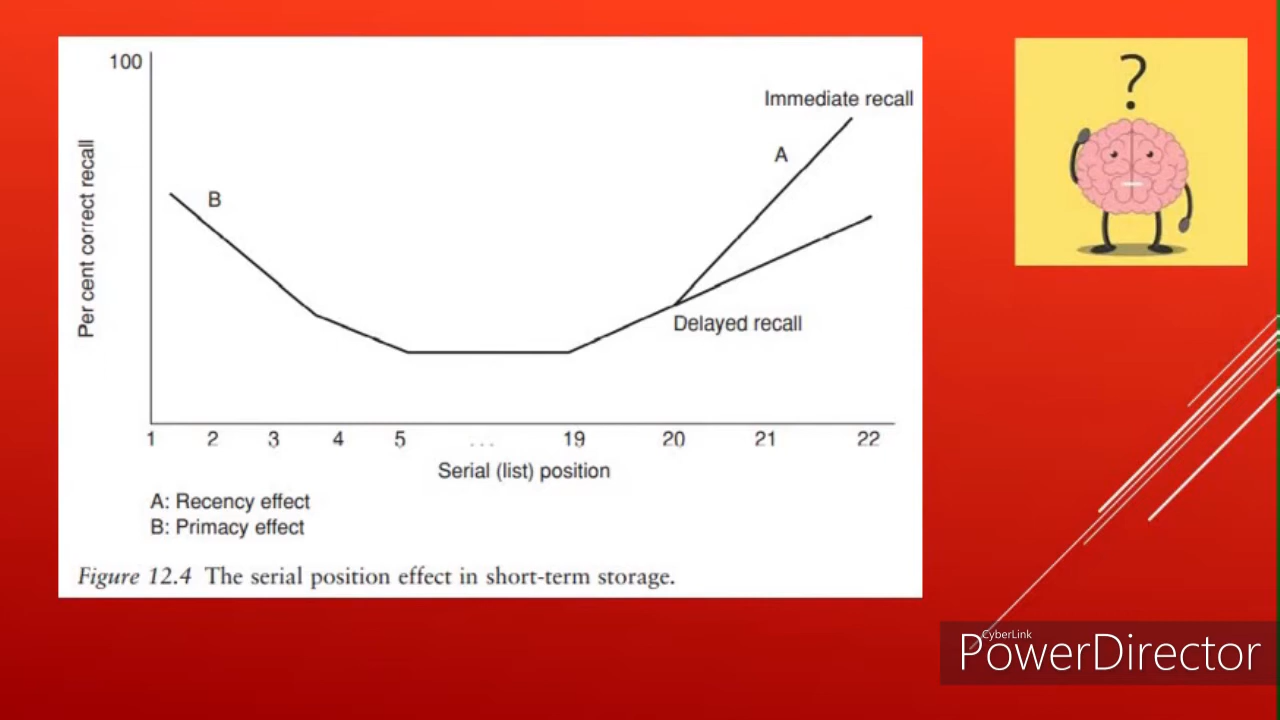 100
Per cent correct recall
B
A
Immediate recall
Delayed recall
1 2 3 4 5 ... 19 20 21 22
Serial (list) position
A: Recency effect
B: Primacy effect
Figure 12.4 The serial position effect in short-term storage.
?
CyberLink
PowerDirector